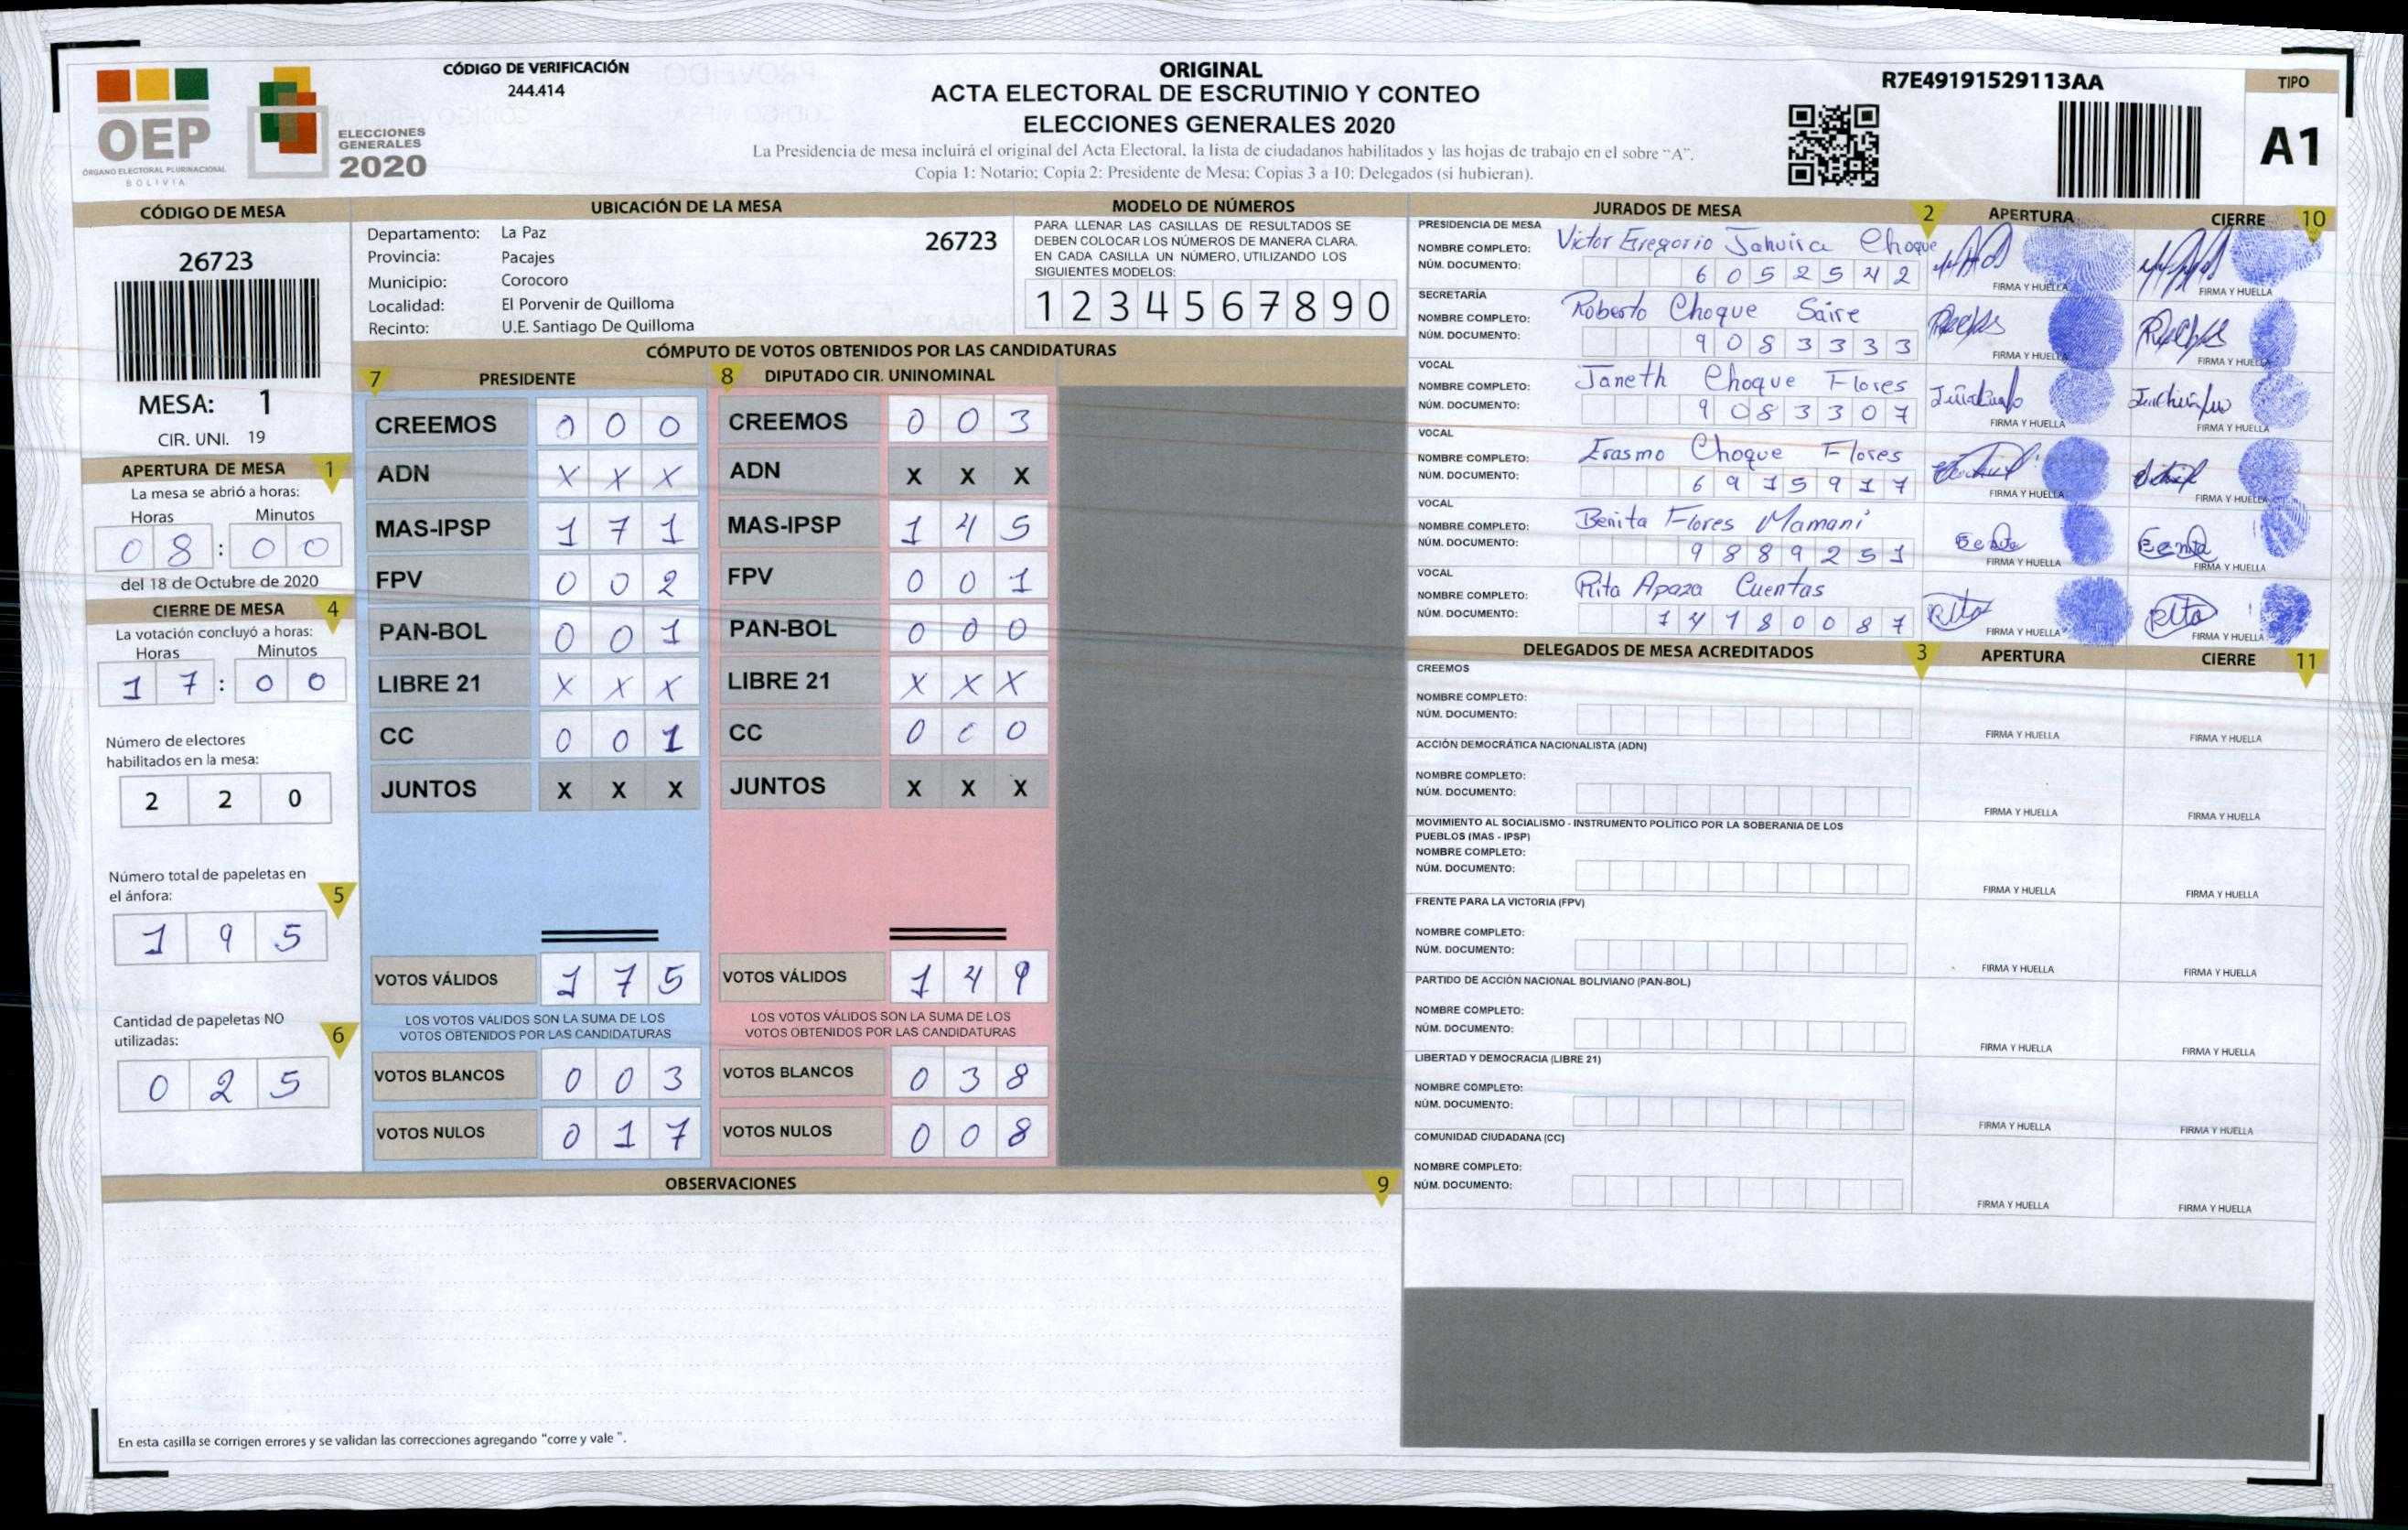 CÓDIGO DE VERIFICACIÓN
244.414
OEP
ÓRGANO ELECTORAL PLURINACIONAL
BOLIVIA
ELECCIONES
GENERALES
2020
ORIGINAL
ACTA ELECTORAL DE ESCRUTINIO Y CONTEO
ELECCIONES GENERALES 2020
La Presidencia de mesa incluirá el original del Acta Electoral, la lista de ciudadanos habilitados y las hojas de trabajo en el sobre "A".
Copia 1: Notario; Copia 2: Presidente de Mesa; Copias 3 a 10: Delegados (si hubieran).
R7E49191529113AA
TIPO
A1
CÓDIGO DE MESA
26723
MESA: 1
CIR. UNI. 19
APERTURA DE MESA 1
La mesa se abrió a horas:
Horas Minutos
0 8 : 0 0
del 18 de Octubre de 2020
CIERRE DE MESA 4
La votación concluyó a horas:
Horas Minutos
1 7 : 0 0
Número de electores
habilitados en la mesa:
2 2 0
Número total de papeletas en
el ánfora: 5
1 9 5
Cantidad de papeletas NO
utilizadas: 6
0 2 5
UBICACIÓN DE LA MESA
Departamento: La Paz 26723
Provincia: Pacajes
Municipio: Corocoro
Localidad: El Porvenir de Quilloma
Recinto: U.E. Santiago De Quilloma
MODELO DE NÚMEROS
PARA LLENAR LAS CASILLAS DE RESULTADOS SE
DEBEN COLOCAR LOS NÚMEROS DE MANERA CLARA.
EN CADA CASILLA UN NÚMERO, UTILIZANDO LOS
SIGUIENTES MODELOS:
1 2 3 4 5 6 7 8 9 0
CÓMPUTO DE VOTOS OBTENIDOS POR LAS CANDIDATURAS
7 PRESIDENTE
CREEMOS 0 0 0
ADN X X X
MAS-IPSP 1 7 1
FPV 0 0 2
PAN-BOL 0 0 1
LIBRE 21 X X X
CC 0 0 1
JUNTOS X X X
VOTOS VÁLIDOS 1 7 5
LOS VOTOS VÁLIDOS SON LA SUMA DE LOS
VOTOS OBTENIDOS POR LAS CANDIDATURAS
VOTOS BLANCOS 0 0 3
VOTOS NULOS 0 1 7
8 DIPUTADO CIR. UNINOMINAL
CREEMOS 0 0 3
ADN X X X
MAS-IPSP 1 4 5
FPV 0 0 1
PAN-BOL 0 0 0
LIBRE 21 X X X
CC 0 0 0
JUNTOS X X X
VOTOS VÁLIDOS 1 4 9
LOS VOTOS VÁLIDOS SON LA SUMA DE LOS
VOTOS OBTENIDOS POR LAS CANDIDATURAS
VOTOS BLANCOS 0 3 8
VOTOS NULOS 0 0 8
OBSERVACIONES 9
En esta casilla se corrigen errores y se validan las correcciones agregando "corre y vale ".
JURADOS DE MESA 2 APERTURA CIERRE 10
PRESIDENCIA DE MESA
NOMBRE COMPLETO: Victor Gregorio Jahuira Choque
NÚM. DOCUMENTO: 6 0 5 2 5 4 2
FIRMA Y HUELLA FIRMA Y HUELLA
SECRETARÍA
NOMBRE COMPLETO: Roberto Choque Saire
NÚM. DOCUMENTO: 9 0 8 3 3 3 3
FIRMA Y HUELLA FIRMA Y HUELLA
VOCAL
NOMBRE COMPLETO: Janeth Choque Flores
NÚM. DOCUMENTO: 9 0 8 3 3 0 7
FIRMA Y HUELLA FIRMA Y HUELLA
VOCAL
NOMBRE COMPLETO: Erasmo Choque Flores
NÚM. DOCUMENTO: 6 9 1 5 9 1 7
FIRMA Y HUELLA FIRMA Y HUELLA
VOCAL
NOMBRE COMPLETO: Benita Flores Mamani
NÚM. DOCUMENTO: 9 8 8 9 2 5 1
Benita Benita
FIRMA Y HUELLA FIRMA Y HUELLA
VOCAL
NOMBRE COMPLETO: Rita Apaza Cuentas
NÚM. DOCUMENTO: 1 4 1 8 0 0 8 7
Rita Rita
FIRMA Y HUELLA FIRMA Y HUELLA
DELEGADOS DE MESA ACREDITADOS 3 APERTURA CIERRE 11
CREEMOS
NOMBRE COMPLETO:
NÚM. DOCUMENTO:
FIRMA Y HUELLA FIRMA Y HUELLA
ACCIÓN DEMOCRÁTICA NACIONALISTA (ADN)
NOMBRE COMPLETO:
NÚM. DOCUMENTO:
FIRMA Y HUELLA FIRMA Y HUELLA
MOVIMIENTO AL SOCIALISMO - INSTRUMENTO POLÍTICO POR LA SOBERANIA DE LOS
PUEBLOS (MAS - IPSP)
NOMBRE COMPLETO:
NÚM. DOCUMENTO:
FIRMA Y HUELLA FIRMA Y HUELLA
FRENTE PARA LA VICTORIA (FPV)
NOMBRE COMPLETO:
NÚM. DOCUMENTO:
FIRMA Y HUELLA FIRMA Y HUELLA
PARTIDO DE ACCIÓN NACIONAL BOLIVIANO (PAN-BOL)
NOMBRE COMPLETO:
NÚM. DOCUMENTO:
FIRMA Y HUELLA FIRMA Y HUELLA
LIBERTAD Y DEMOCRACIA (LIBRE 21)
NOMBRE COMPLETO:
NÚM. DOCUMENTO:
FIRMA Y HUELLA FIRMA Y HUELLA
COMUNIDAD CIUDADANA (CC)
NOMBRE COMPLETO:
NÚM. DOCUMENTO:
FIRMA Y HUELLA FIRMA Y HUELLA